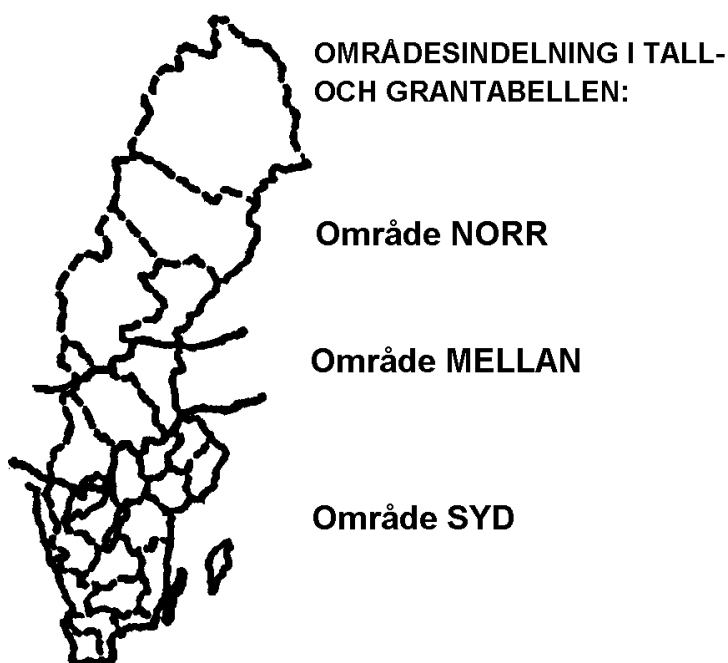 OMRÅDESINDELNING I TALL-
OCH GRANTABELLEN:
Område NORR
Område MELLAN
Område SYD